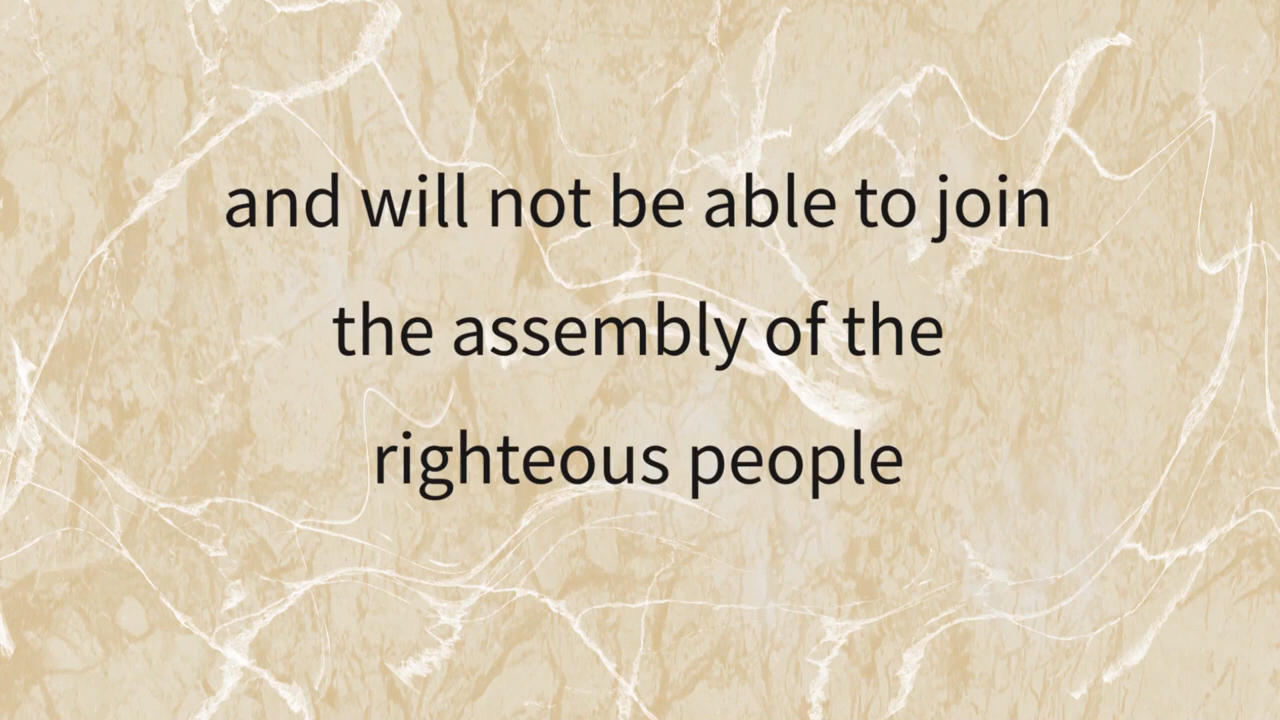 and will not be able to join
the assembly of the
righteous people